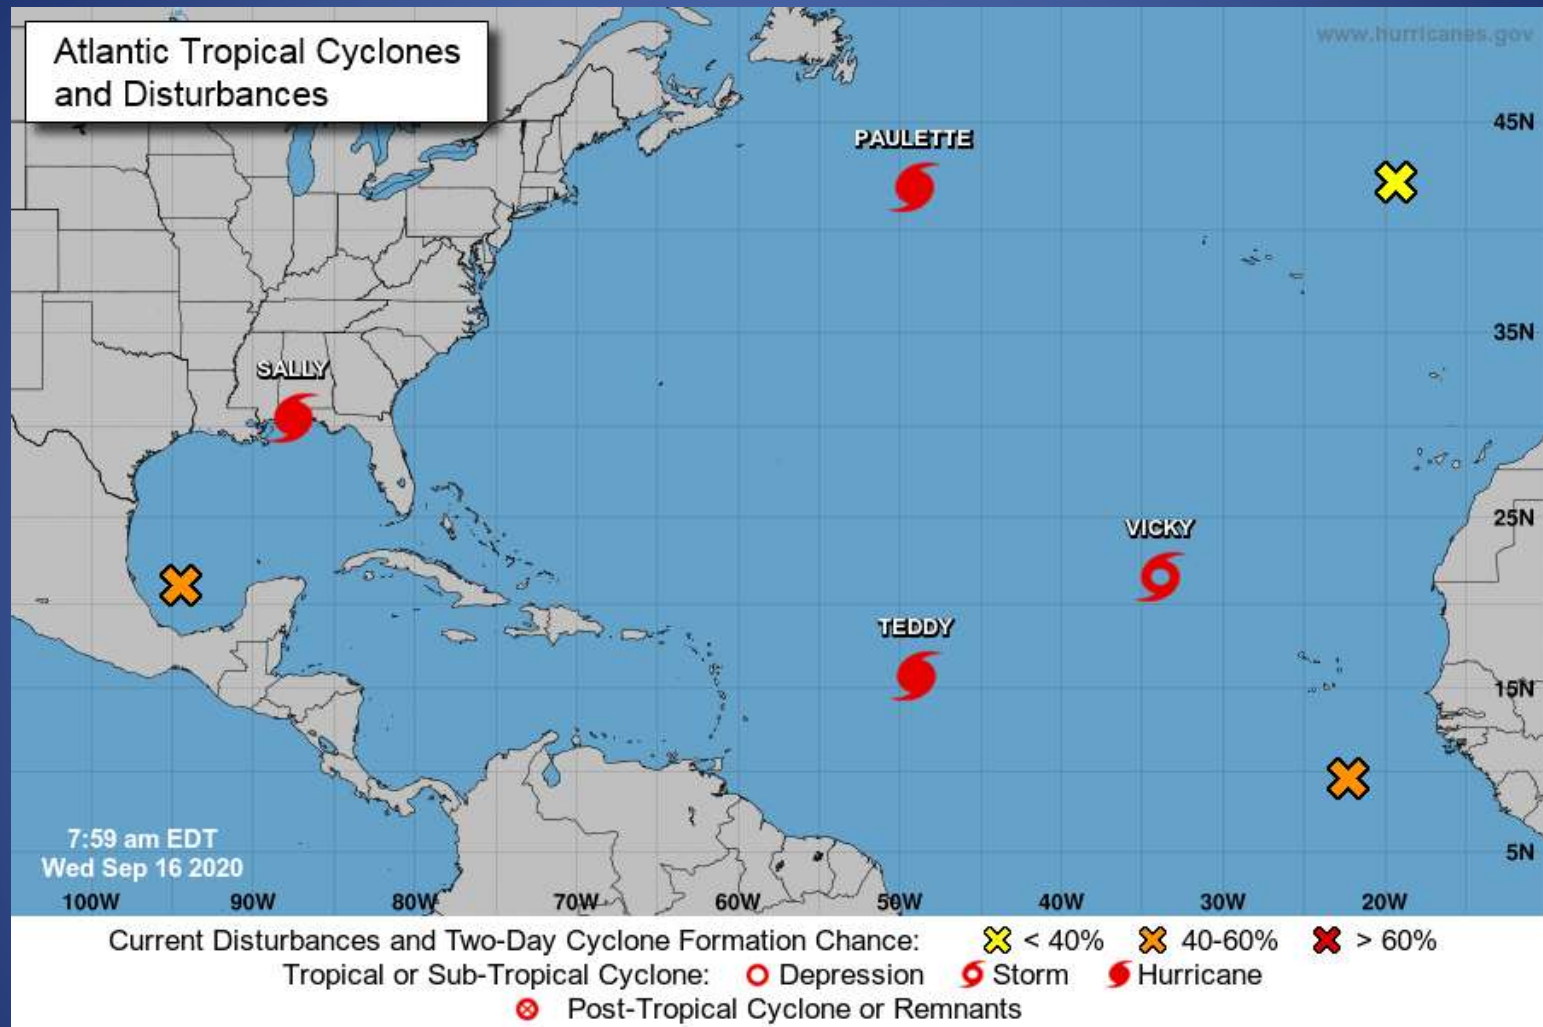 Atlantic Tropical Cyclones
and Disturbances
www.hurricanes.gov
45N
PAULETTE
35N
SALLY
25N
VICKY
TEDDY
15N
7:59 am EDT
Wed Sep 16 2020
5N
100W 90W 80W 70W 60W 50W 40W 30W 20W
Current Disturbances and Two-Day Cyclone Formation Chance: < 40% 40-60% > 60%
Tropical or Sub-Tropical Cyclone: Depression Storm Hurricane
Post-Tropical Cyclone or Remnants